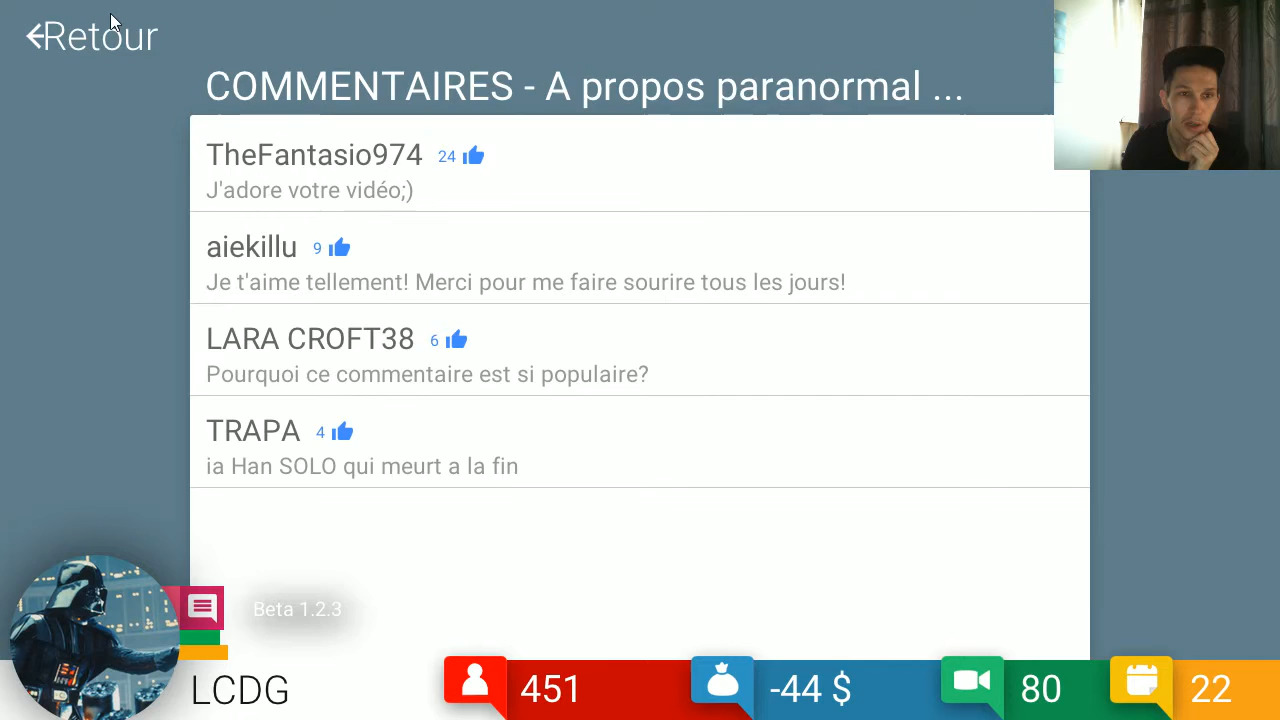 Retour
COMMENTAIRES - A propos paranormal ...
TheFantasio974 24
J'adore votre vidéo;)
aiekillu 9
Je t'aime tellement! Merci pour me faire sourire tous les jours!
LARA CROFT38 6
Pourquoi ce commentaire est si populaire?
TRAPA 4
ia Han SOLO qui meurt a la fin
Beta 1.2.3
LCDG 451 -44 $ 80 22